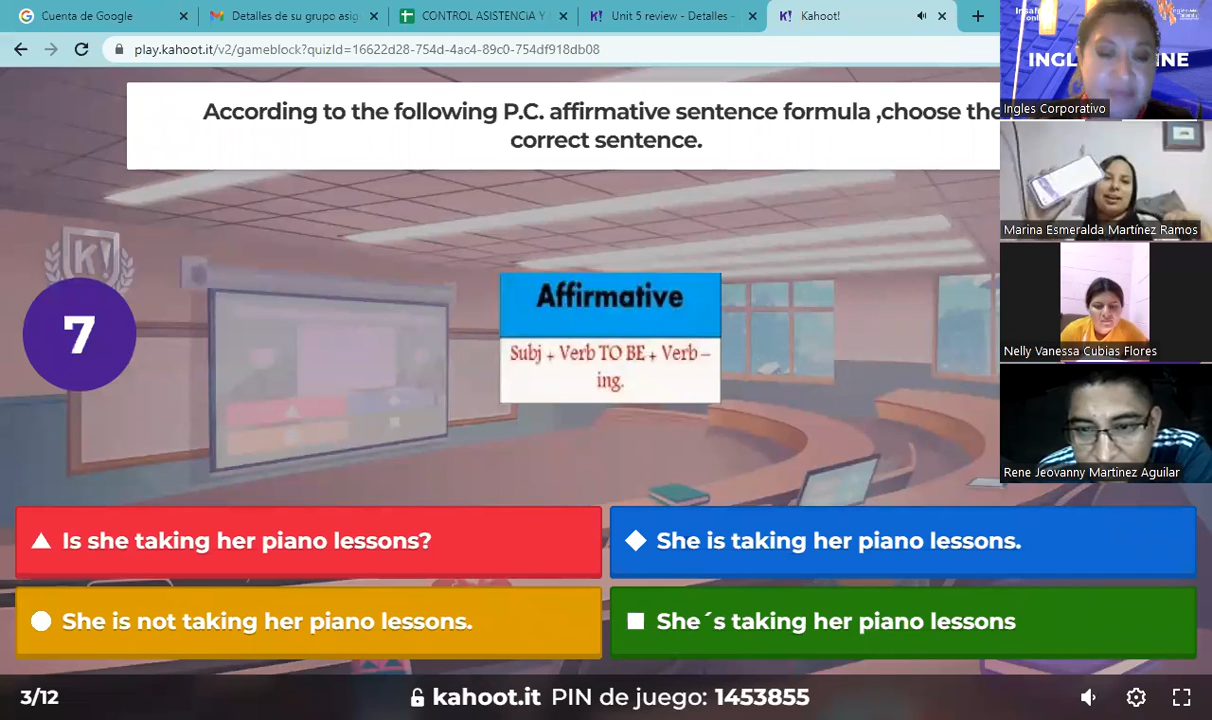 Cuenta de Google
Detalles de su grupo asig
CONTROL ASISTENCiA Y
K! Unit 5 review - Detalles -
K! Kahoot!
play.kahoot.it/v2/gameblock?quizId=16622d28-754d-4ac4-89c0-754df918db08
According to the following P.C. affirmative sentence formula ,choose the
correct sentence.
K!
7
Affirmative
Subj + Verb TO BE + Verb –
ing.
Is she taking her piano lessons?
She is taking her piano lessons.
She is not taking her piano lessons.
She´s taking her piano lessons
3/12
kahoot.it PIN de juego: 1453855
Ingles Corporativo
Marina Esmeralda Martínez Ramos
Nelly Vanessa Cubias Flores
Rene Jeovanny Martinez Aguilar